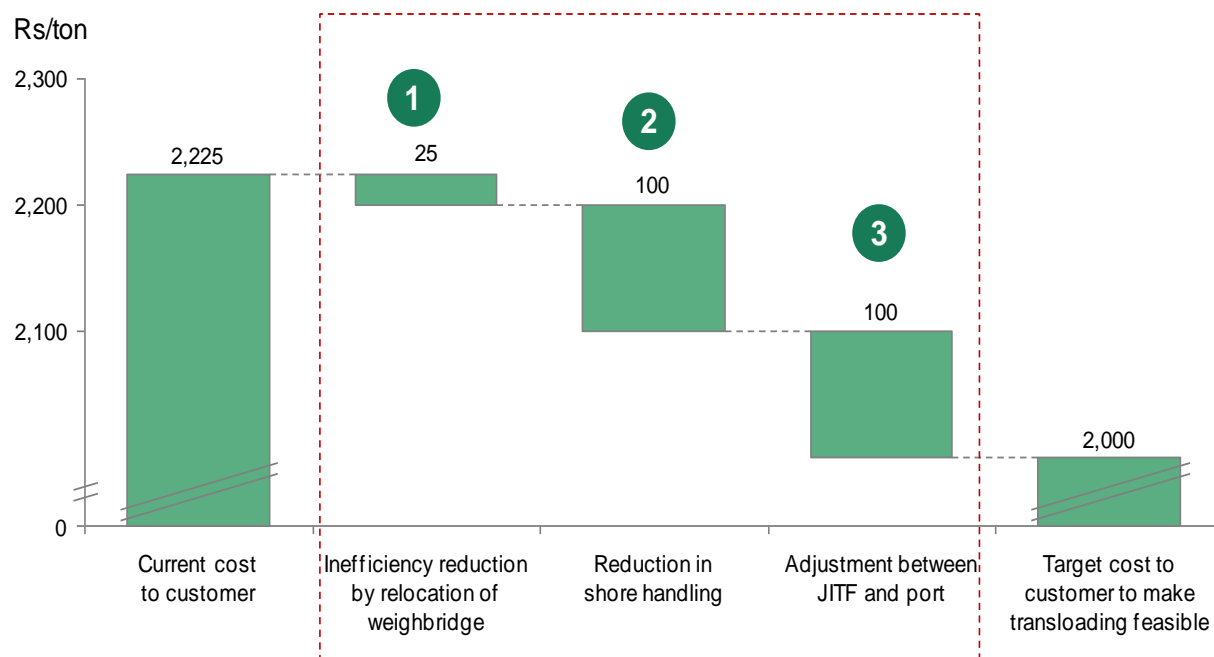 Rs/ton
2,300
2,200
2,100
0
1
2
3
2,225
25
100
100
2,000
Current cost
to customer
Inefficiency reduction
by relocation of
weighbridge
Reduction in
shore handling
Adjustment between
JITF and port
Target cost to
customer to make
transloading feasible